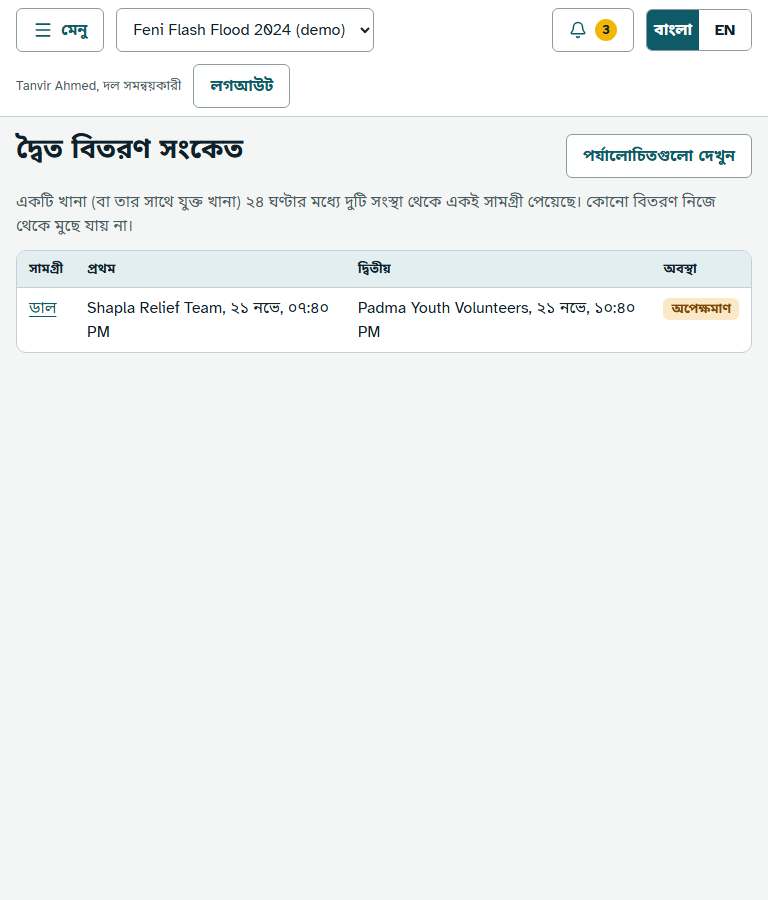 মেনু
Feni Flash Flood 2024 (demo)
3
বাংলা
EN
Tanvir Ahmed, দল সমন্বয়কারী
লগআউট
দ্বৈত বিতরণ সংকেত
পর্যালোচিতগুলো দেখুন
একটি খানা (বা তার সাথে যুক্ত খানা) ২৪ ঘণ্টার মধ্যে দুটি সংস্থা থেকে একই সামগ্রী পেয়েছে। কোনো বিতরণ নিজে
থেকে মুছে যায় না।
সামগ্রী প্রথম দ্বিতীয় অবস্থা
ডাল Shapla Relief Team, ২১ নভে, ০৭:৪০ PM Padma Youth Volunteers, ২১ নভে, ১০:৪০ PM অপেক্ষমাণ